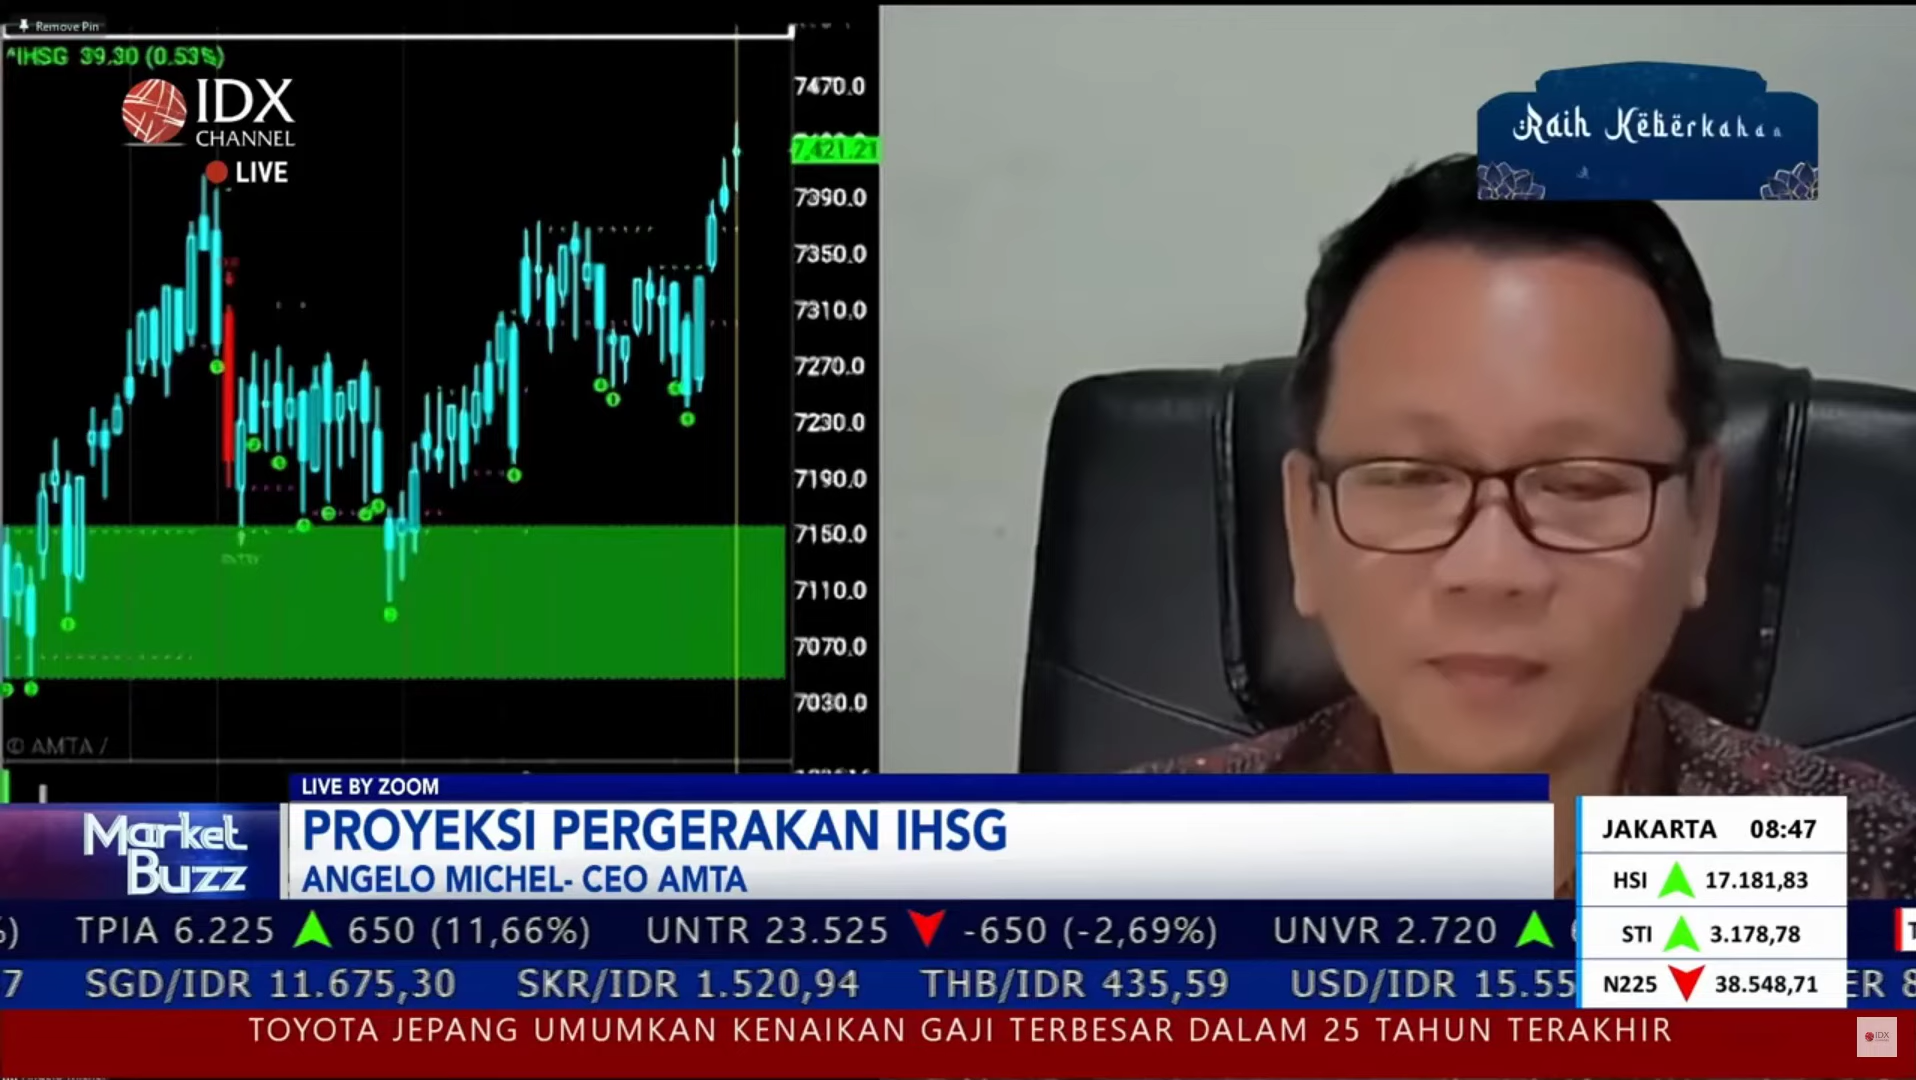 Remove Pin
^IHSG 39.30 (0.53%)
IDX
CHANNEL
LIVE
7470.0
7,421.21
7390.0
7350.0
7310.0
7270.0
7230.0
7190.0
7150.0
7110.0
7070.0
7030.0
ENTRY
© AMTA /
Raih Keberkahan
LIVE BY ZOOM
Market
Buzz
PROYEKSI PERGERAKAN IHSG
ANGELO MICHEL- CEO AMTA
JAKARTA 08:47
HSI 17.181,83
STI 3.178,78
N225 38.548,71
TPIA 6.225 650 (11,66%) UNTR 23.525 -650 (-2,69%) UNVR 2.720
7 SGD/IDR 11.675,30 SKR/IDR 1.520,94 THB/IDR 435,59 USD/IDR 15.55
TOYOTA JEPANG UMUMKAN KENAIKAN GAJI TERBESAR DALAM 25 TAHUN TERAKHIR
IDX